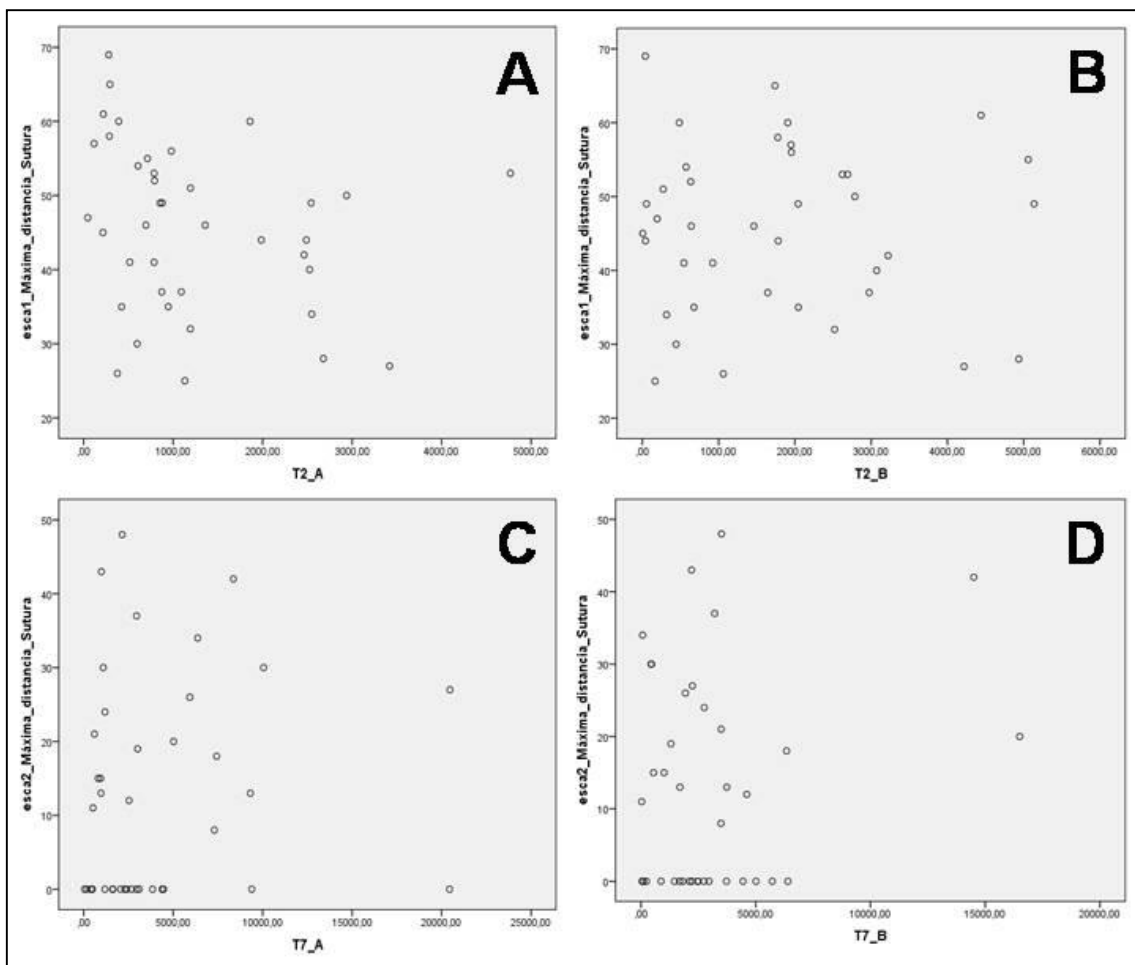 A
70
60
50
40
30
20
esca1_Máxima_distancia_Sutura
,00 1000,00 2000,00 3000,00 4000,00 5000,00
T2_A
B
70
60
50
40
30
20
esca1_Máxima_distancia_Sutura
,00 1000,00 2000,00 3000,00 4000,00 5000,00 6000,00
T2_B
C
50
40
30
20
10
0
esca2_Máxima_distancia_Sutura
,00 5000,00 10000,00 15000,00 20000,00 25000,00
T7_A
D
50
40
30
20
10
0
esca2_Máxima_distancia_Sutura
,00 5000,00 10000,00 15000,00 20000,00
T7_B